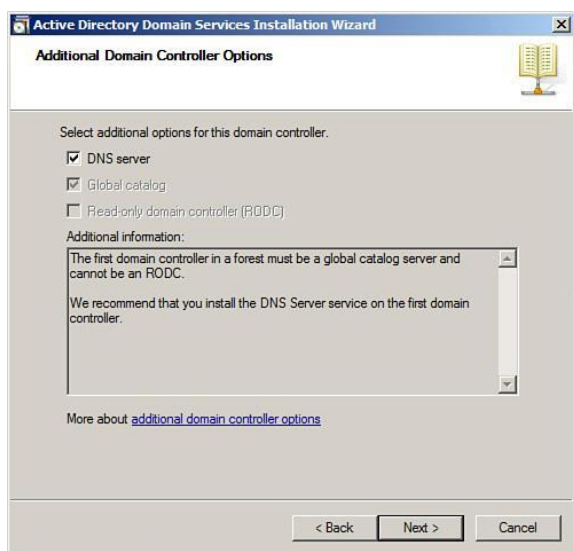 Active Directory Domain Services Installation Wizard
Additional Domain Controller Options
Select additional options for this domain controller.
DNS server
Global catalog
Read-only domain controller (RODC)
Additional information:
The first domain controller in a forest must be a global catalog server and
cannot be an RODC.
We recommend that you install the DNS Server service on the first domain
controller.
More about additional domain controller options
< Back
Next >
Cancel